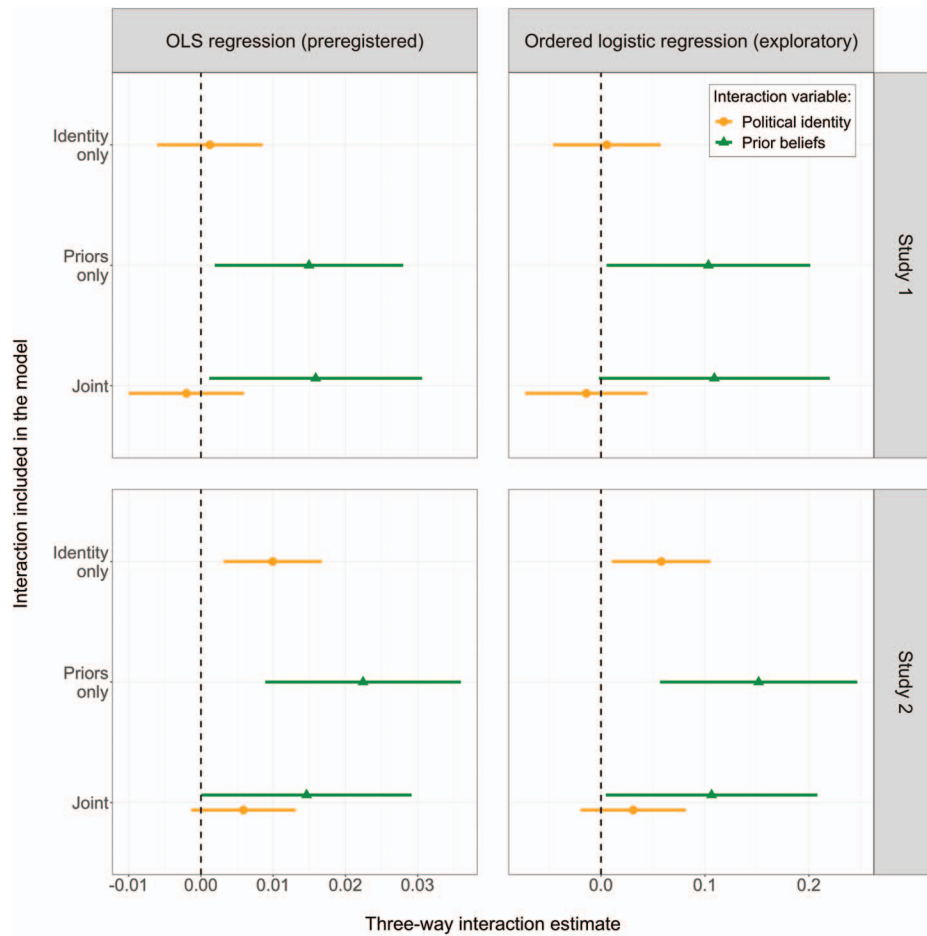 OLS regression (preregistered)
Ordered logistic regression (exploratory)
Interaction variable:
Political identity
Prior beliefs
Identity
only
Priors
only
Joint
Study 1
Interaction included in the model
Identity
only
Priors
only
Joint
Study 2
-0.01 0.00 0.01 0.02 0.03
0.0 0.1 0.2
Three-way interaction estimate